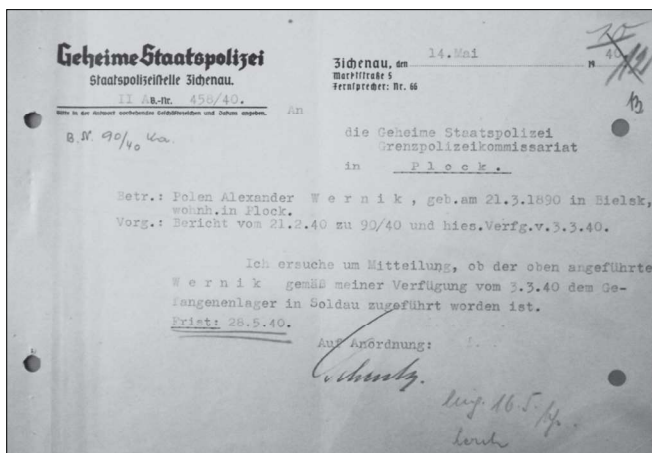 Geheime Staatspolizei
Staatspolizeistelle Zichenau.
II A B.-Nr. 458/40.
Bitte in der Antwort vorstehendes Geschäftszeichen und Datum angeben.
B.N. 90/40
Zichenau, den 14.Mai 40
Marktstraße 5
Fernsprecher: Nr. 66
An
die Geheime Staatspolizei
Grenzpolizeikommissariat
in Plock.
Betr.: Polen Alexander Wernik, geb.am 21.3.1890 in Bielsk,
wohnh.in Plock.
Vorg.: Bericht vom 21.2.40 zu 90/40 und hies.Verfg.v.3.3.40.
Ich ersuche um Mitteilung, ob der oben angeführte
Wernik gemäß meiner Verfügung vom 3.3.40 dem Ge-
fangenenlager in Soldau zugeführt worden ist.
Frist: 28.5.40.
Auf Anordnung:
16.5.